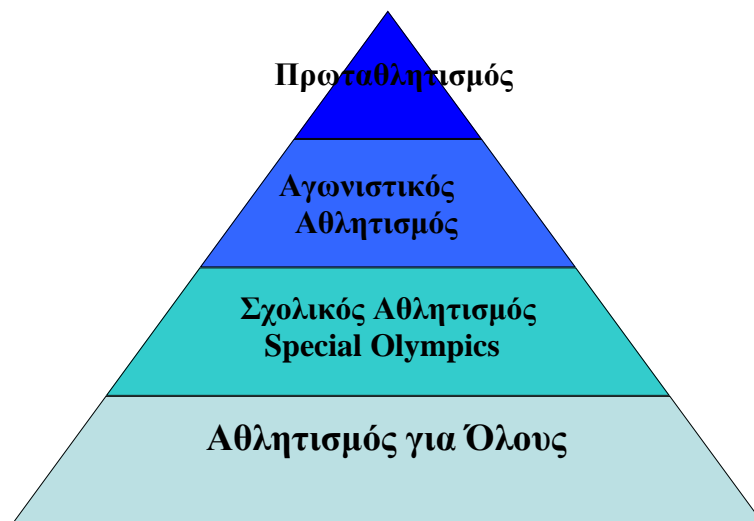 Πρωταθλητισμός
Αγωνιστικός
Αθλητισμός
Σχολικός Αθλητισμός
Special Olympics
Αθλητισμός για Όλους